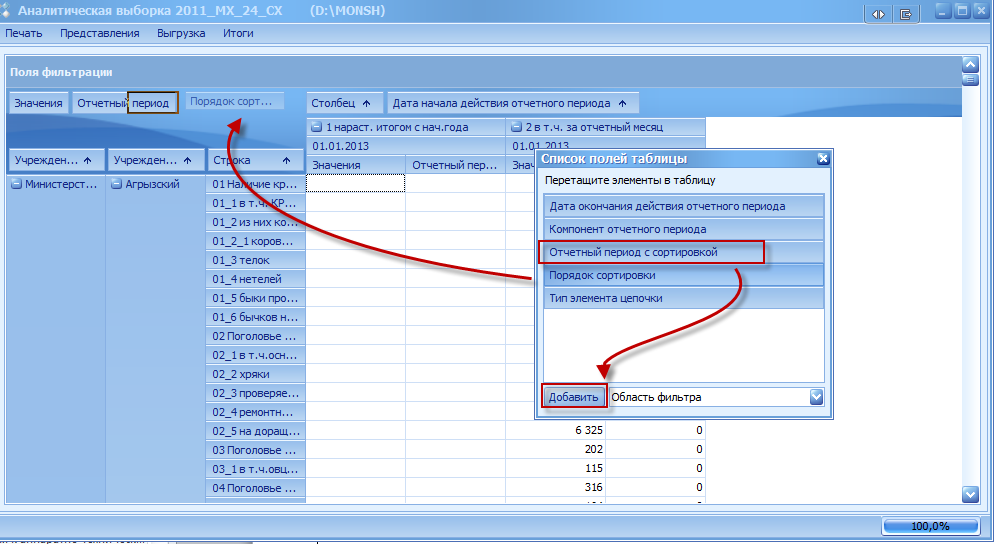 Аналитическая выборка 2011_МХ_24_СХ (D:\MONSH)
Печать Представления Выгрузка Итоги
Поля фильтрации
Значения Отчетный период Порядок сорт... Столбец Дата начала действия отчетного периода
1 нараст. итогом с нач.года 2 в т.ч. за отчетный месяц
01.01.2013 01.01.2013
Учрежден... Учрежден... Строка Значения Отчетный пер...
Министерст... Агрызский 01 Наличие кр...
01_1 в т.ч. КР...
01_2 из них ко...
01_2_1 коров...
01_3 телок
01_4 нетелей
01_5 быки про...
01_6 бычков н...
02 Поголовье ...
02_1 в т.ч.осн...
02_2 хряки
02_3 проверяе...
02_4 ремонтн...
02_5 на доращ... 6 325 0
03 Поголовье ... 202 0
03_1 в т.ч.овц... 115 0
04 Поголовье ... 316 0
Список полей таблицы
Перетащите элементы в таблицу
Дата окончания действия отчетного периода
Компонент отчетного периода
Отчетный период с сортировкой
Порядок сортировки
Тип элемента цепочки
Добавить Область фильтра
100,0%